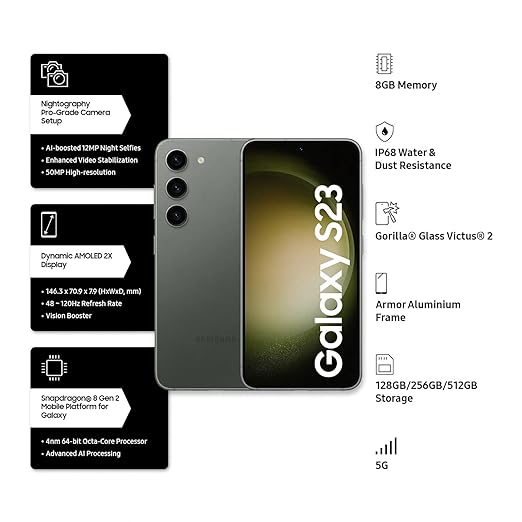 Nightography
Pro-Grade Camera
Setup
• AI-boosted 12MP Night Selfies
• Enhanced Video Stabilization
• 50MP High-resolution
Dynamic AMOLED 2X
Display
• 146.3 x 70.9 x 7.9 (HxWxD, mm)
• 48 ~ 120Hz Refresh Rate
• Vision Booster
Snapdragon® 8 Gen 2
Mobile Platform for
Galaxy
• 4nm 64-bit Octa-Core Processor
• Advanced AI Processing
SAMSUNG
Galaxy S23
8GB Memory
IP68 Water &
Dust Resistance
Gorilla® Glass Victus® 2
Armor Aluminium
Frame
128GB/256GB/512GB
Storage
5G